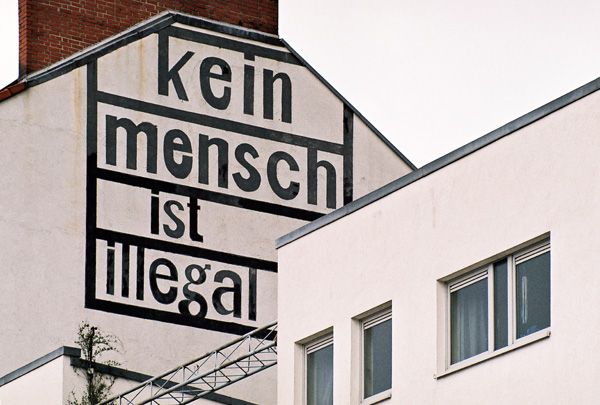 kein
mensch
ist
illegal